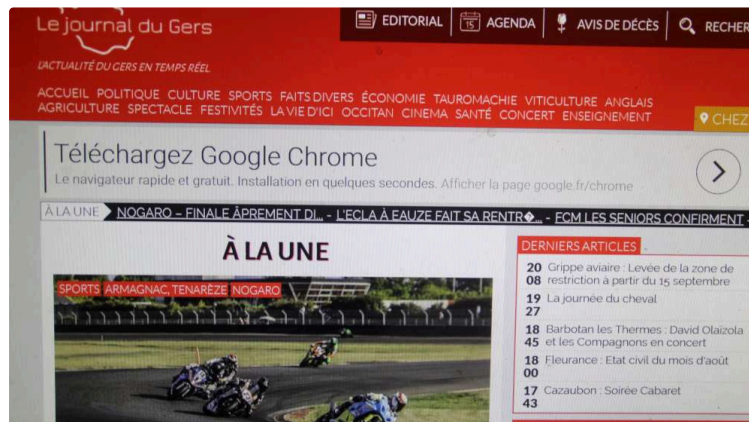 Le journal du Gers
L'ACTUALITÉ DU GERS EN TEMPS RÉEL
EDITORIAL
15
AGENDA
AVIS DE DÉCÈS
RECHER
ACCUEIL POLITIQUE CULTURE SPORTS FAITS DIVERS ÉCONOMIE TAUROMACHIE VITICULTURE ANGLAIS
AGRICULTURE SPECTACLE FESTIVITÉS LA VIE D'ICI OCCITAN CINEMA SANTÉ CONCERT ENSEIGNEMENT
CHEZ
Téléchargez Google Chrome
Le navigateur rapide et gratuit. Installation en quelques secondes. Afficher la page google.fr/chrome
À LA UNE NOGARO – FINALE ÂPREMENT DI... - L'ECLA À EAUZE FAIT SA RENTR�... - FCM LES SENIORS CONFIRMENT -
À LA UNE
SPORTS ARMAGNAC, TENARÈZE NOGARO
DERNIERS ARTICLES
20 Grippe aviaire : Levée de la zone de
08 restriction à partir du 15 septembre
19 La journée du cheval
27
18 Barbotan les Thermes : David Olaïzola
45 et les Compagnons en concert
18 Fleurance : Etat civil du mois d'août
00
17 Cazaubon : Soirée Cabaret
43